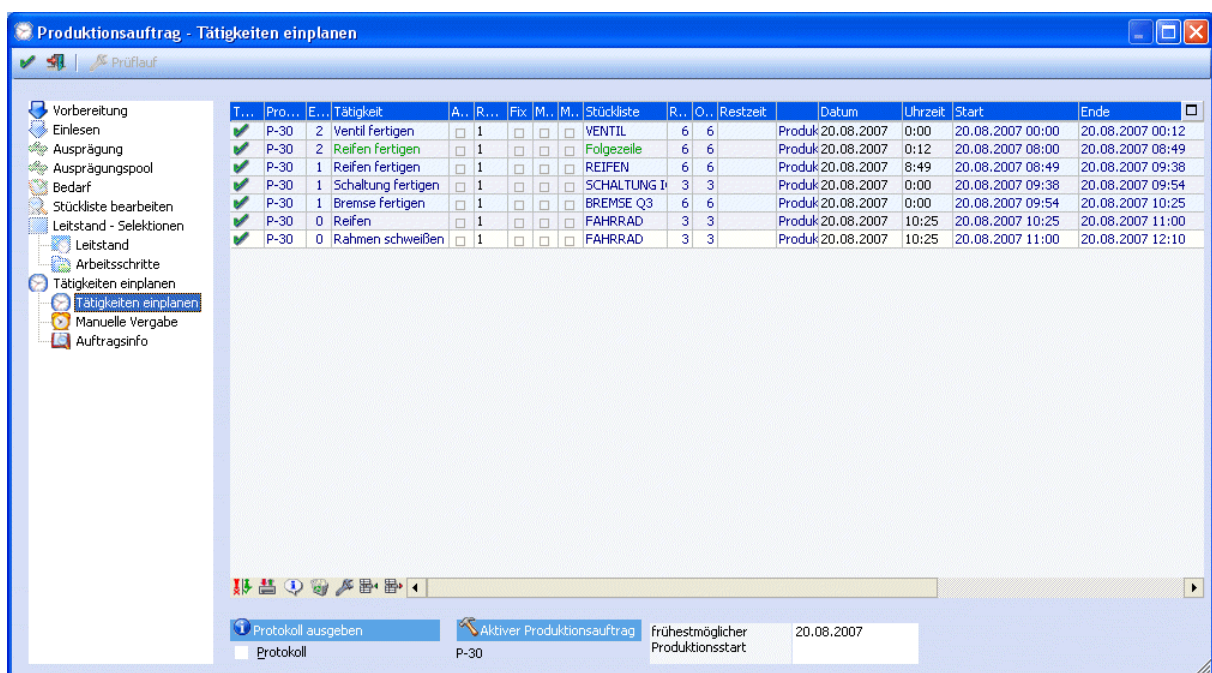 Produktionsauftrag - Tätigkeiten einplanen
Prüflauf
Vorbereitung
Einlesen
Ausprägung
Ausprägungspool
Bedarf
Stückliste bearbeiten
Leitstand - Selektionen
Leitstand
Arbeitsschritte
Tätigkeiten einplanen
Tätigkeiten einplanen
Manuelle Vergabe
Auftragsinfo
T... Pro... E... Tätigkeit A.. R... Fix M.. M.. Stückliste R.. O.. Restzeit Datum Uhrzeit Start Ende
P-30 2 Ventil fertigen 1 VENTIL 6 6 Produk 20.08.2007 0:00 20.08.2007 00:00 20.08.2007 00:12
P-30 2 Reifen fertigen 1 Folgezeile 6 6 Produk 20.08.2007 0:12 20.08.2007 08:00 20.08.2007 08:49
P-30 1 Reifen fertigen 1 REIFEN 6 6 Produk 20.08.2007 8:49 20.08.2007 08:49 20.08.2007 09:38
P-30 1 Schaltung fertigen 1 SCHALTUNG 3 3 Produk 20.08.2007 0:00 20.08.2007 09:38 20.08.2007 09:54
P-30 1 Bremse fertigen 1 BREMSE Q3 6 6 Produk 20.08.2007 0:00 20.08.2007 09:54 20.08.2007 10:25
P-30 0 Reifen 1 FAHRRAD 3 3 Produk 20.08.2007 10:25 20.08.2007 10:25 20.08.2007 11:00
P-30 0 Rahmen schweißen 1 FAHRRAD 3 3 Produk 20.08.2007 10:25 20.08.2007 11:00 20.08.2007 12:10
Protokoll ausgeben
Protokoll
Aktiver Produktionsauftrag
P-30
frühestmöglicher
Produktionsstart
20.08.2007